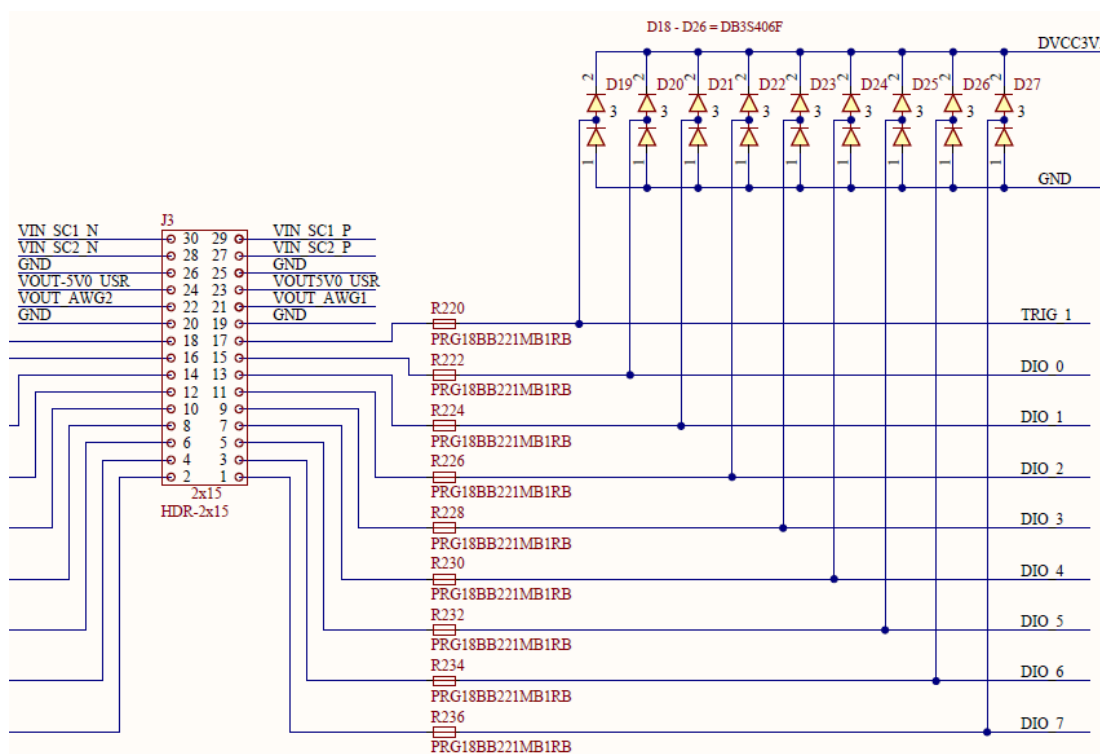 D18 - D26 = DB3S406F
DVCC3V
2 2 2 2 2 2 2 2 2
D19 D20 D21 D22 D23 D24 D25 D26 D27
3 3 3 3 3 3 3 3 3
1 1 1 1 1 1 1 1 1
GND
J3
VIN_SC1_N 30 29 VIN_SC1_P
VIN_SC2_N 28 27 VIN_SC2_P
GND 26 25 GND
VOUT-5V0_USR 24 23 VOUT5V0_USR
VOUT_AWG2 22 21 VOUT_AWG1
GND 20 19 GND
18 17
16 15
14 13
12 11
10 9
8 7
6 5
4 3
2 1
2x15
HDR-2x15
R220 TRIG_1
PRG18BB221MB1RB
R222 DIO_0
PRG18BB221MB1RB
R224 DIO_1
PRG18BB221MB1RB
R226 DIO_2
PRG18BB221MB1RB
R228 DIO_3
PRG18BB221MB1RB
R230 DIO_4
PRG18BB221MB1RB
R232 DIO_5
PRG18BB221MB1RB
R234 DIO_6
PRG18BB221MB1RB
R236 DIO_7
PRG18BB221MB1RB